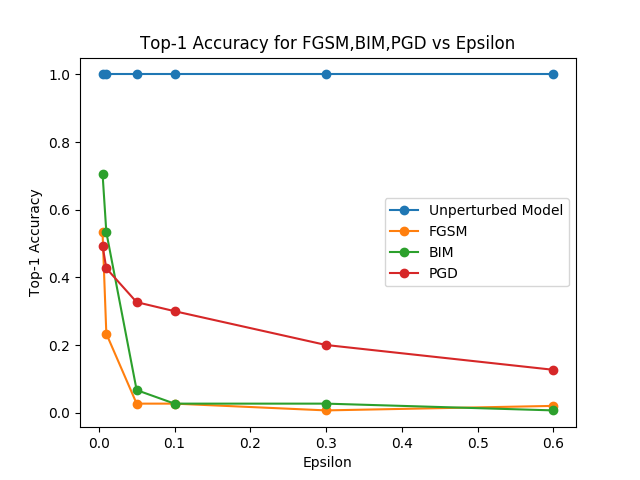 Top-1 Accuracy for FGSM,BIM,PGD vs Epsilon
1.0
0.8
0.6
0.4
0.2
0.0
Top-1 Accuracy
Unperturbed Model
FGSM
BIM
PGD
0.0 0.1 0.2 0.3 0.4 0.5 0.6
Epsilon